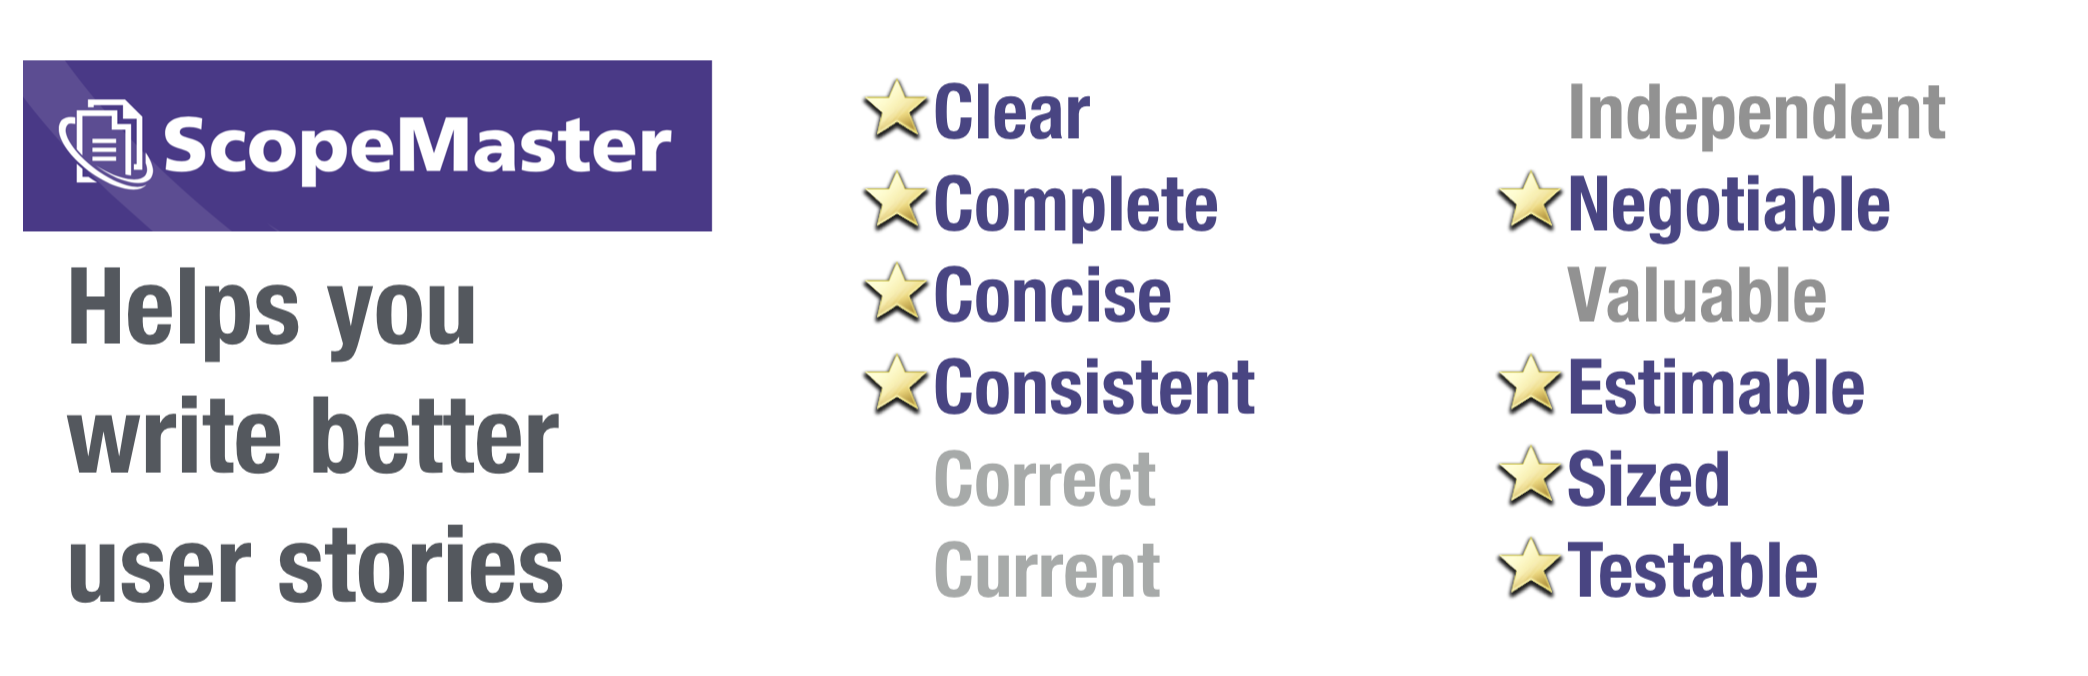 ScopeMaster
Helps you
write better
user stories
Clear
Complete
Concise
Consistent
Correct
Current
Independent
Negotiable
Valuable
Estimable
Sized
Testable